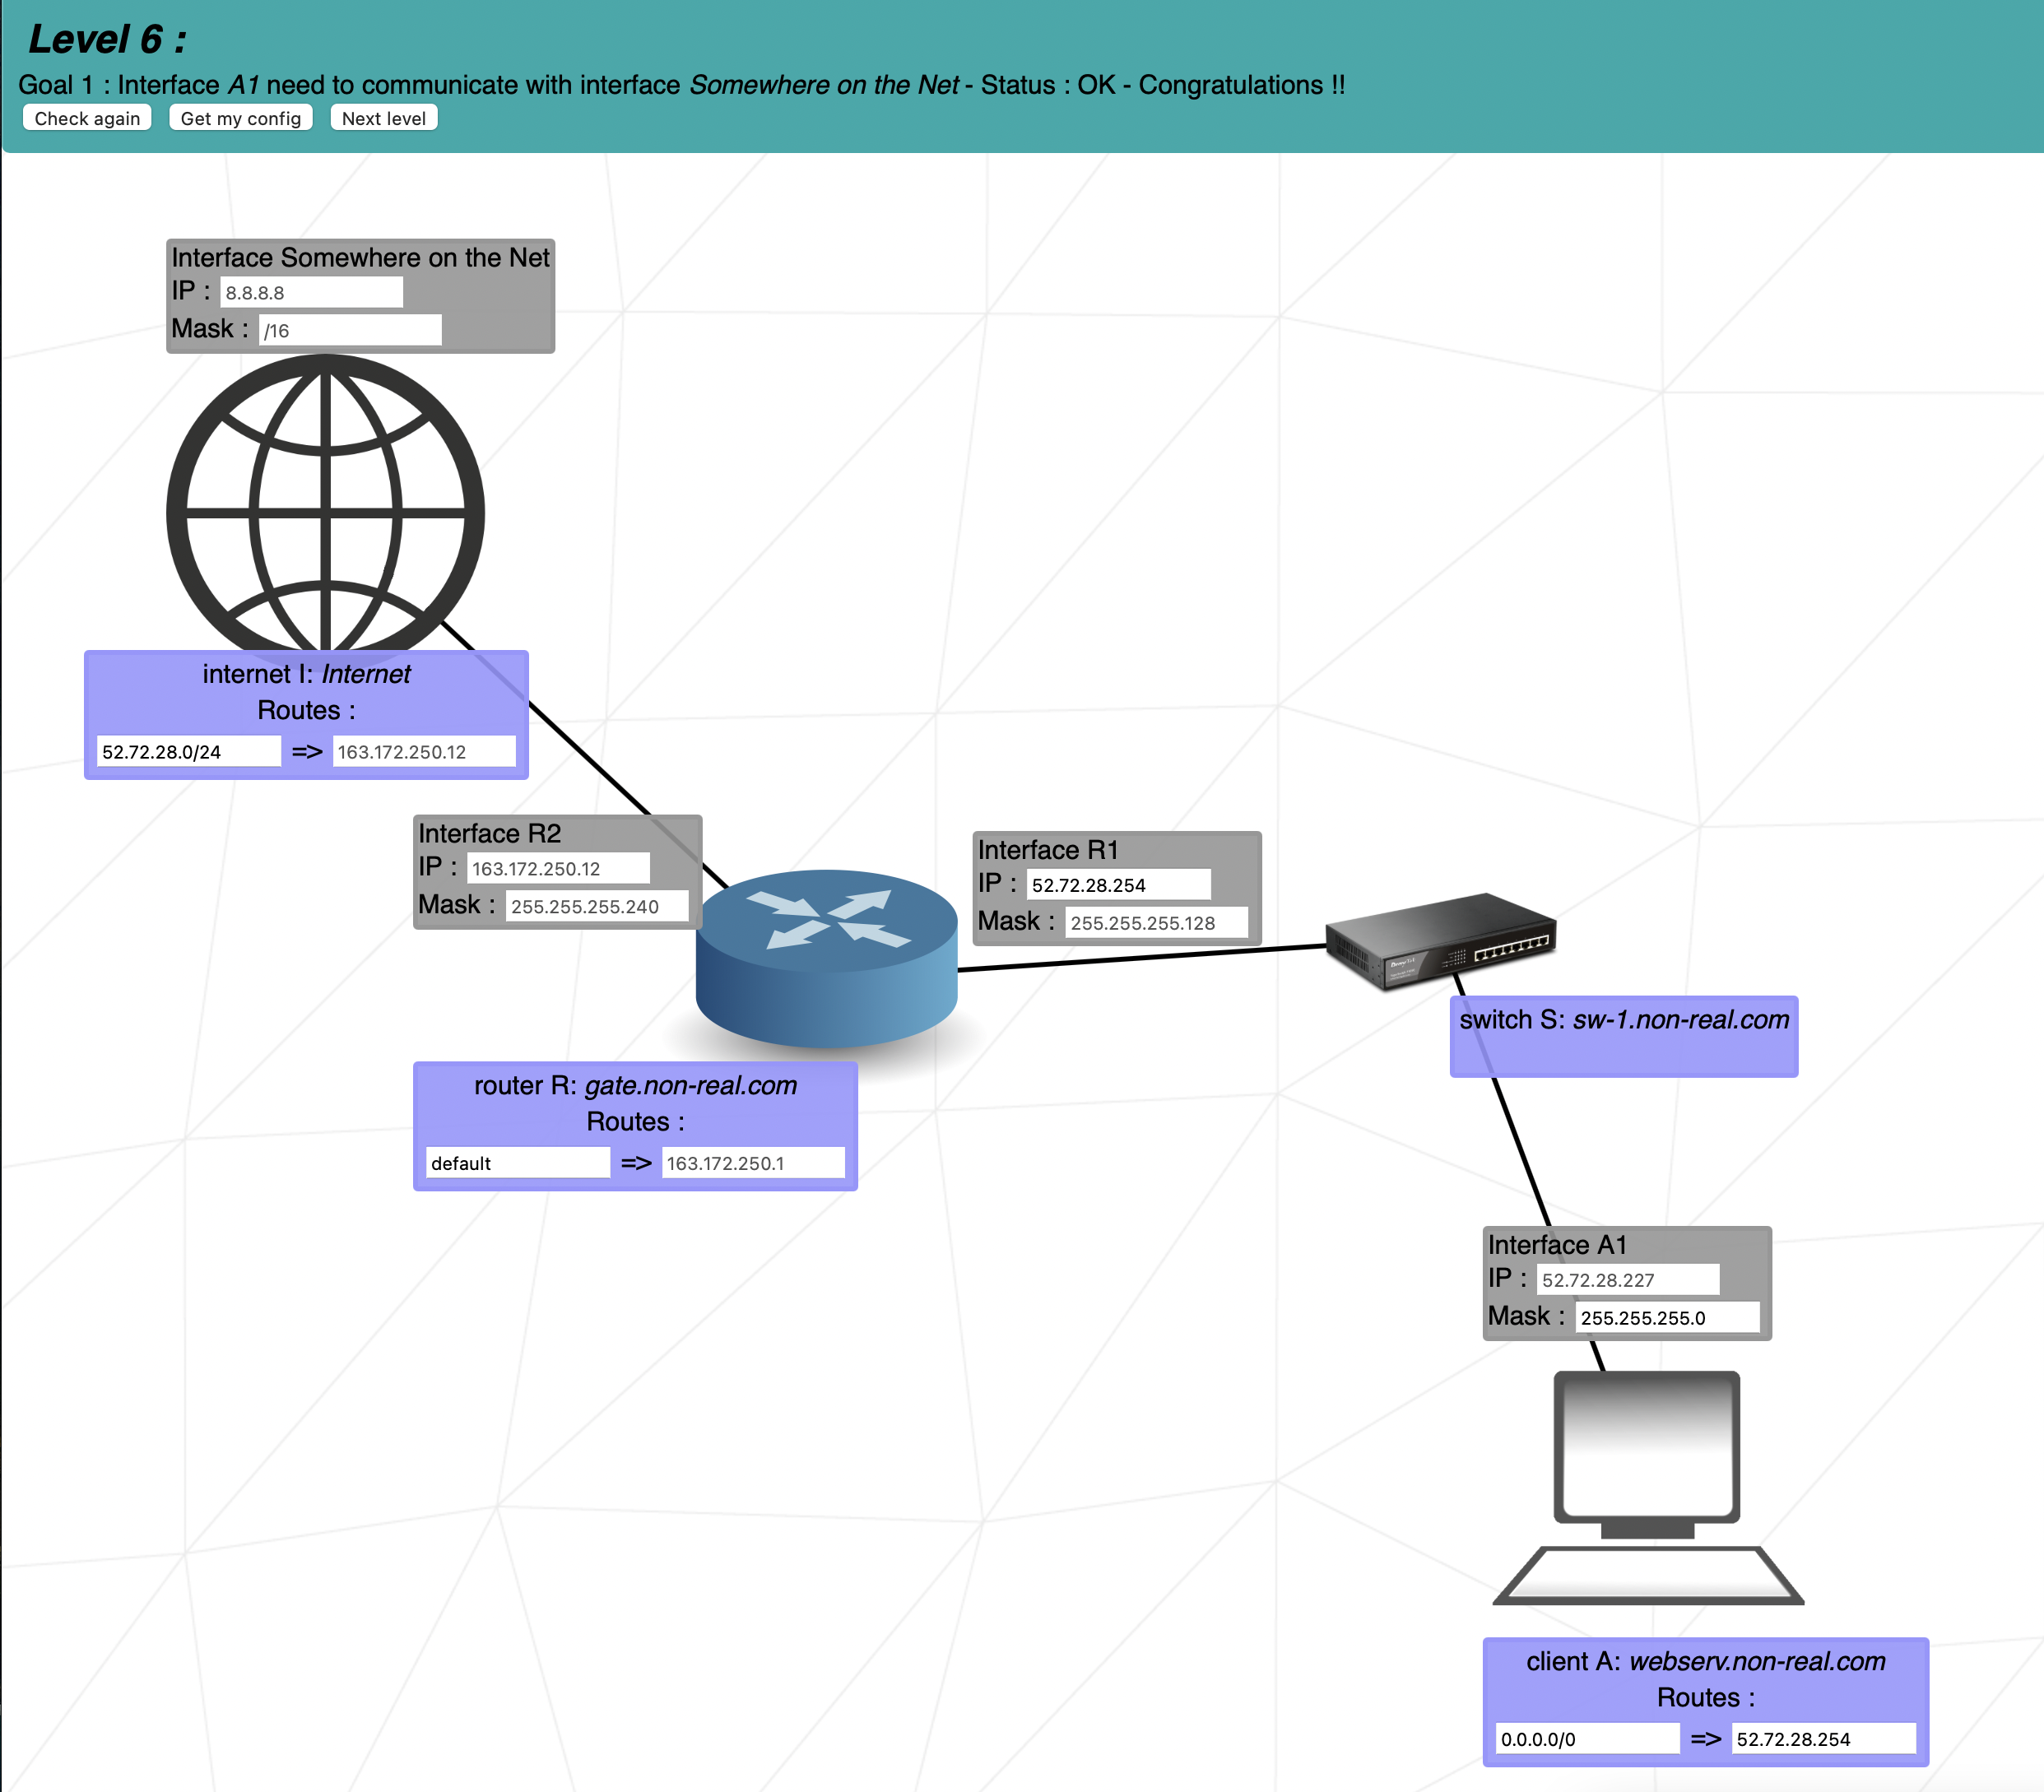 Level 6 :
Goal 1 : Interface A1 need to communicate with interface Somewhere on the Net - Status : OK - Congratulations !!
Check again Get my config Next level
Interface Somewhere on the Net
IP : 8.8.8.8
Mask : /16
internet I: Internet
Routes :
52.72.28.0/24 => 163.172.250.12
Interface R2
IP : 163.172.250.12
Mask : 255.255.255.240
Interface R1
IP : 52.72.28.254
Mask : 255.255.255.128
switch S: sw-1.non-real.com
router R: gate.non-real.com
Routes :
default => 163.172.250.1
Interface A1
IP : 52.72.28.227
Mask : 255.255.255.0
client A: webserv.non-real.com
Routes :
0.0.0.0/0 => 52.72.28.254